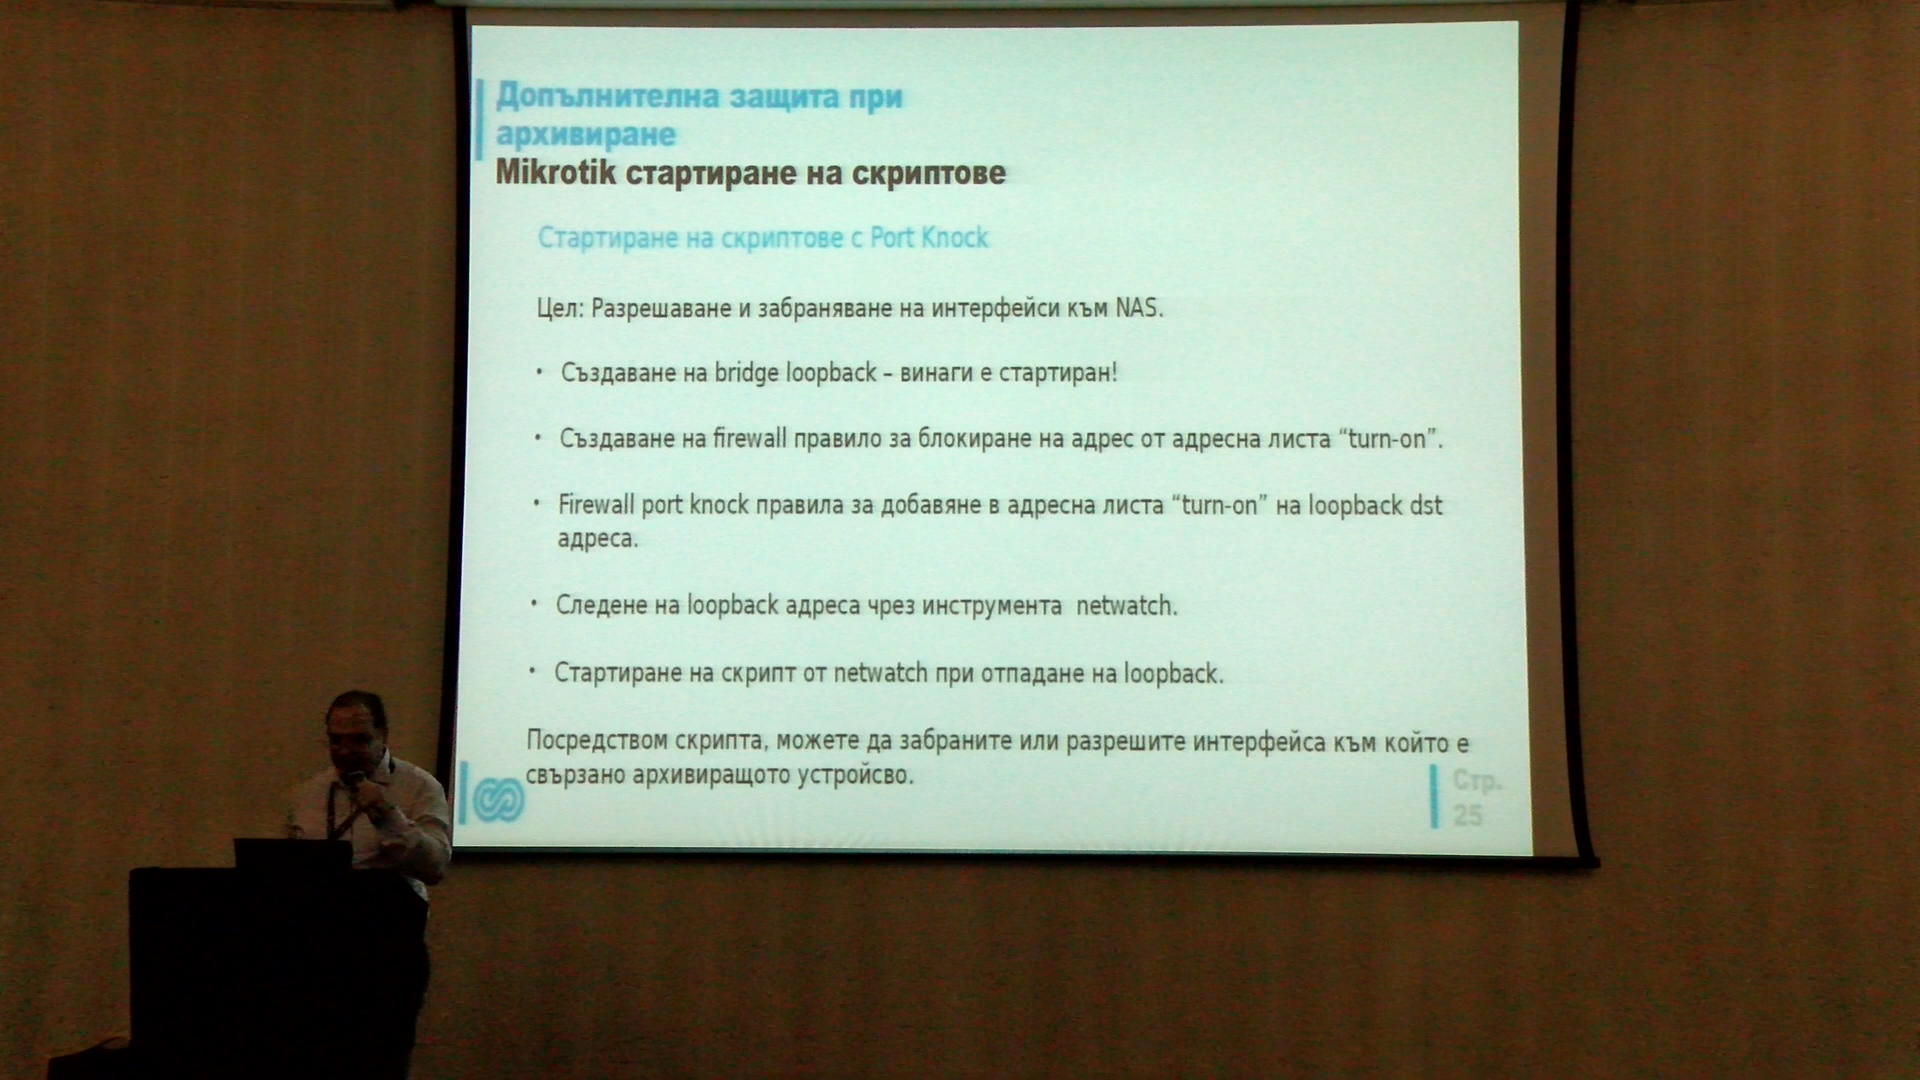 Допълнителна защита при
архивиране
Mikrotik стартиране на скриптове
Стартиране на скриптове с Port Knock
Цел: Разрешаване и забраняване на интерфейси към NAS.
• Създаване на bridge loopback – винаги е стартиран!
• Създаване на firewall правило за блокиране на адрес от адресна листа “turn-on”.
• Firewall port knock правила за добавяне в адресна листа “turn-on” на loopback dst
адреса.
• Следене на loopback адреса чрез инструмента netwatch.
• Стартиране на скрипт от netwatch при отпадане на loopback.
Посредством скрипта, можете да забраните или разрешите интерфейса към който е
свързано архивиращото устройсво.
Стр.
25